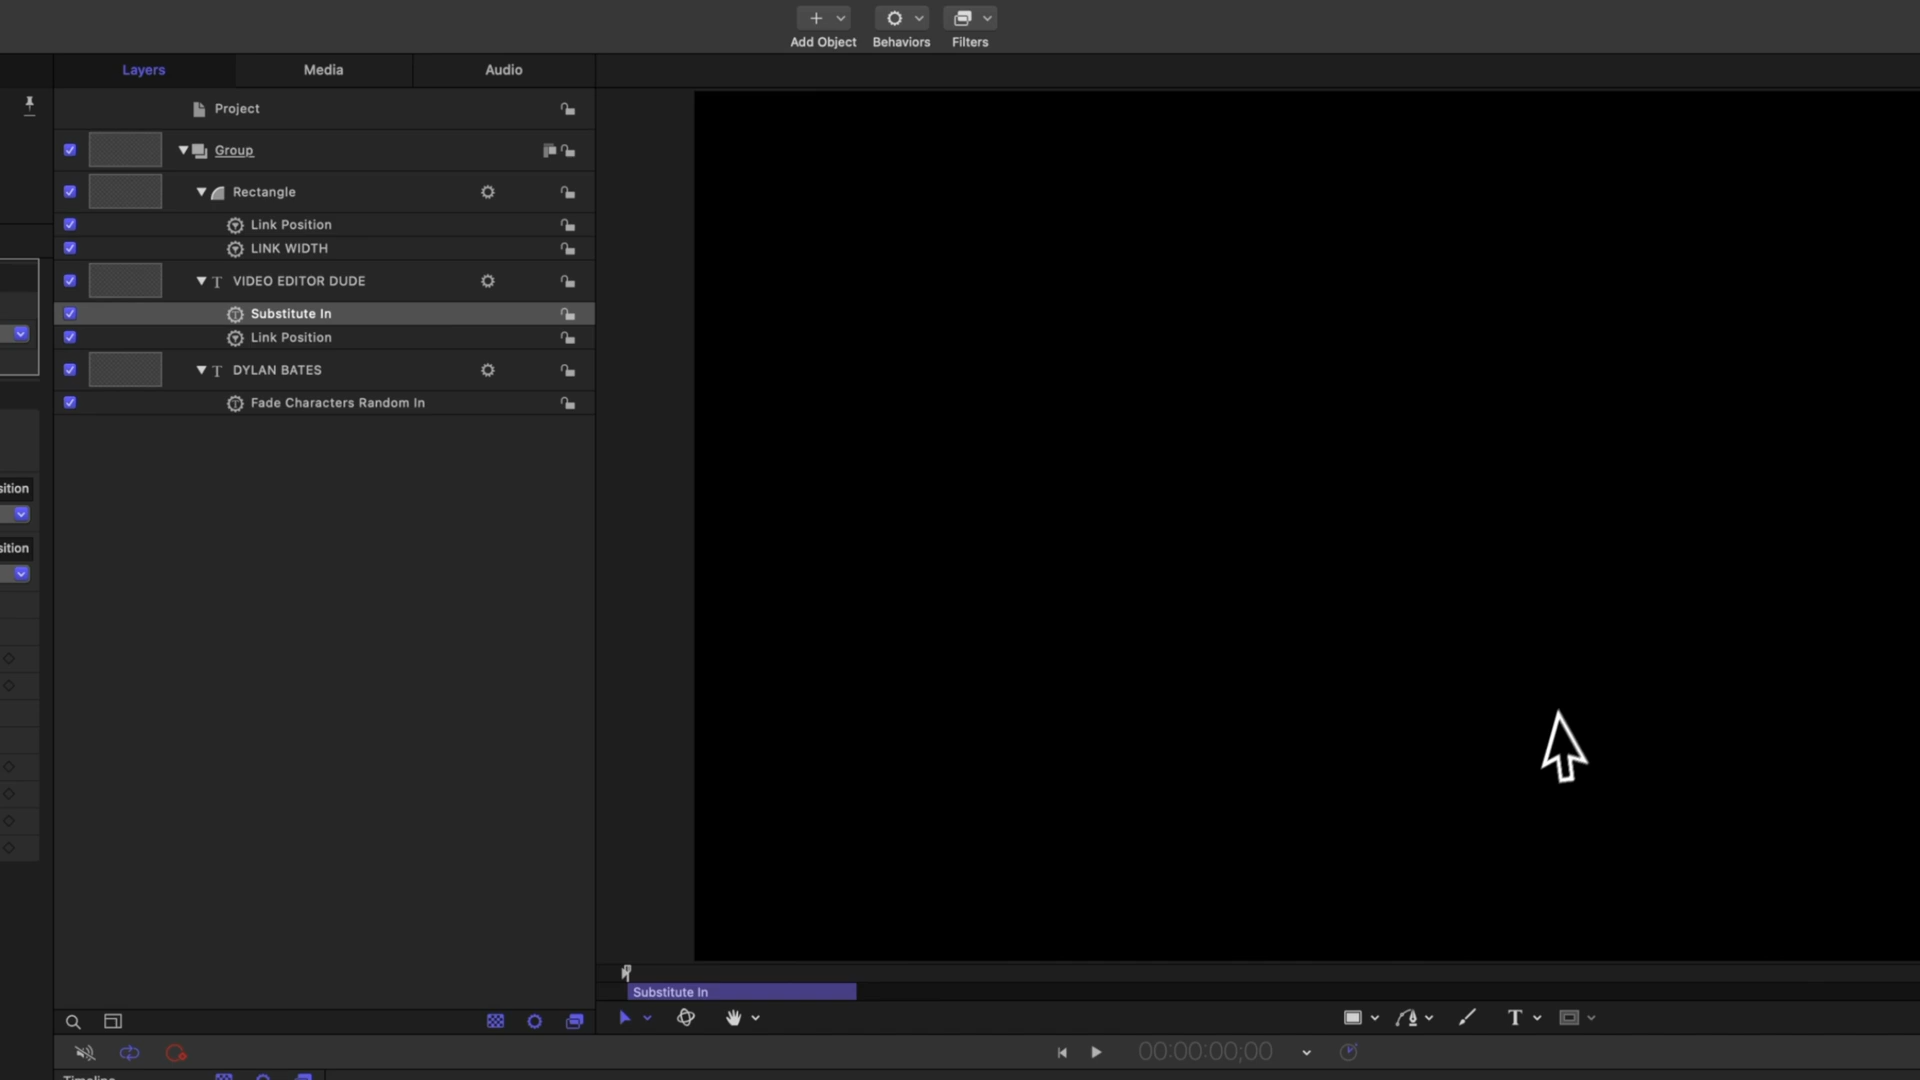 Add Object
Behaviors
Filters
Layers
Media
Audio
Project
Group
Rectangle
Link Position
LINK WIDTH
VIDEO EDITOR DUDE
Substitute In
Link Position
DYLAN BATES
Fade Characters Random In
sition
sition
Substitute In
T
00:00:00;00
Timeline